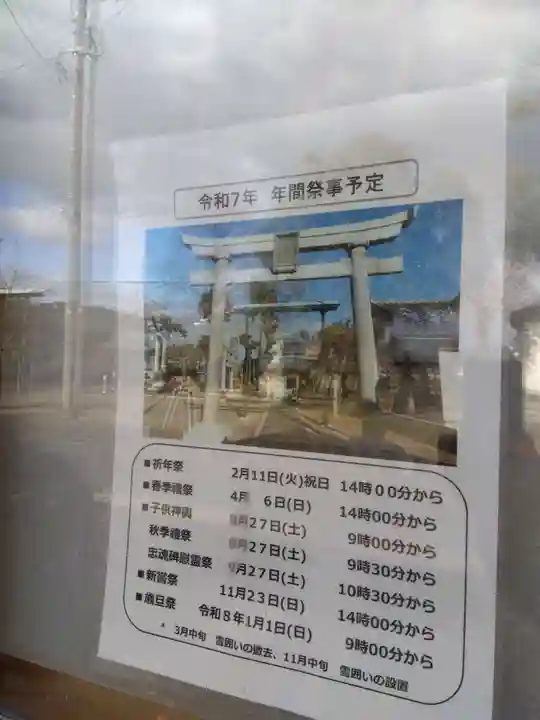 令和7年 年間祭事予定
■祈年祭 2月11日(火)祝日 14時00分から
■春季禮祭 4月 6日(日) 14時00分から
■子供神輿 9月27日(土) 9時00分から
秋季禮祭 9月27日(土) 9時30分から
忠魂碑慰霊祭 9月27日(土) 10時30分から
■新嘗祭 11月23日(日) 14時00分から
■歳旦祭 令和8年1月1日(日) 9時00分から
* 3月中旬 雪囲いの撤去、11月中旬 雪囲いの設置